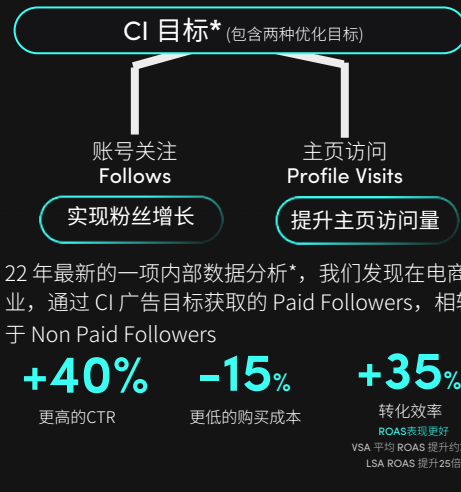 CI 目标* (包含两种优化目标)
账号关注
Follows
主页访问
Profile Visits
实现粉丝增长
提升主页访问量
22 年最新的一项内部数据分析*，我们发现在电商
业，通过 CI 广告目标获取的 Paid Followers，相较
于 Non Paid Followers
+40%
-15%
+35%
更高的CTR
更低的购买成本
转化效率
ROAS表现更好
VSA 平均 ROAS 提升约
LSA ROAS 提升25倍